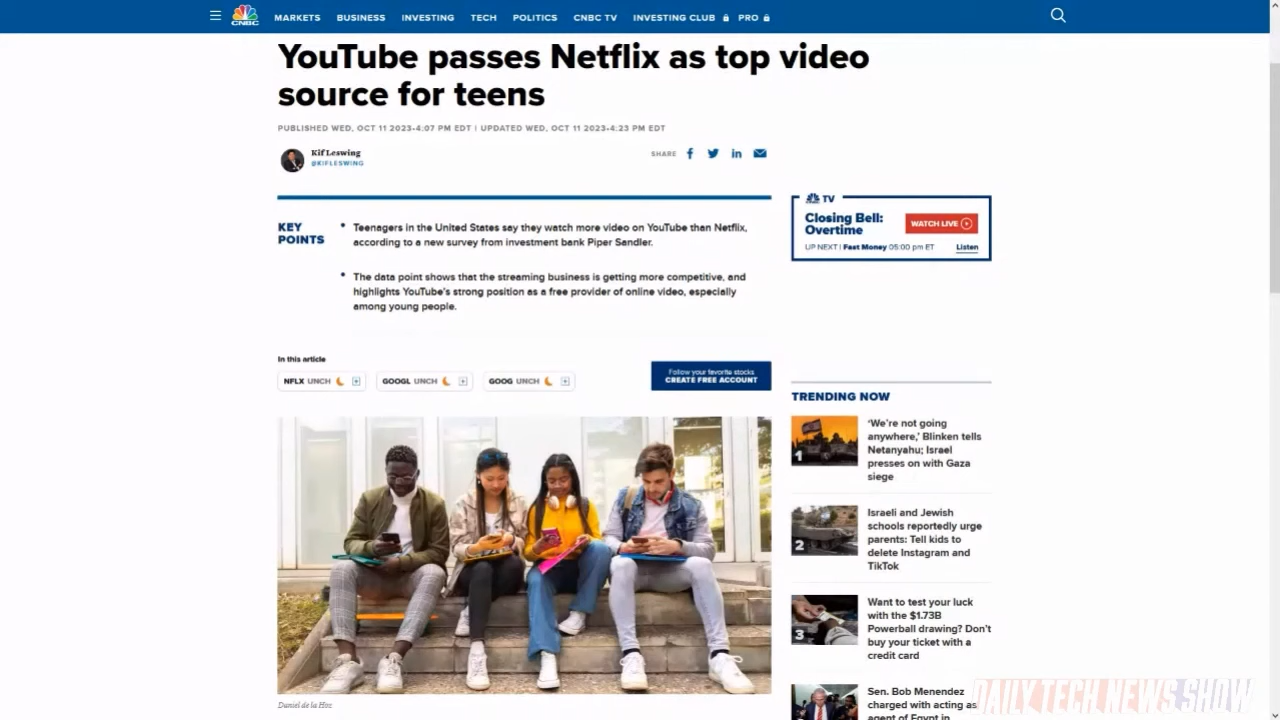 CNBC
MARKETS
BUSINESS
INVESTING
TECH
POLITICS
CNBC TV
INVESTING CLUB
PRO
YouTube passes Netflix as top video
source for teens
PUBLISHED WED, OCT 11 2023•4:07 PM EDT | UPDATED WED, OCT 11 2023•4:23 PM EDT
Kif Leswing
@KIFLESWING
SHARE
KEY
POINTS
• Teenagers in the United States say they watch more video on YouTube than Netflix,
according to a new survey from investment bank Piper Sandler.
• The data point shows that the streaming business is getting more competitive, and
highlights YouTube's strong position as a free provider of online video, especially
among young people.
In this article
NFLX UNCH
GOOGL UNCH
GOOG UNCH
Follow your favorite stocks
CREATE FREE ACCOUNT
Daniel de la Hoz
TV
Closing Bell:
Overtime
WATCH LIVE
UP NEXT | Fast Money 05:00 pm ET
Listen
TRENDING NOW
1
'We're not going
anywhere,' Blinken tells
Netanyahu; Israel
presses on with Gaza
siege
2
Israeli and Jewish
schools reportedly urge
parents: Tell kids to
delete Instagram and
TikTok
3
Want to test your luck
with the $1.73B
Powerball drawing? Don't
buy your ticket with a
credit card
Sen. Bob Menendez
charged with acting as
agent of Egypt in
DAILY TECH NEWS SHOW